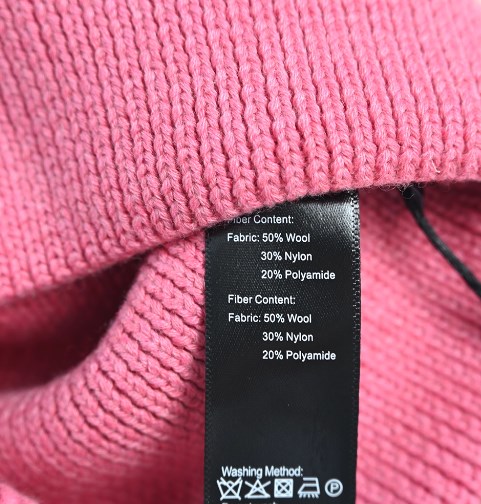 Fiber Content:
Fabric: 50% Wool
30% Nylon
20% Polyamide
Fiber Content:
Fabric: 50% Wool
30% Nylon
20% Polyamide
Washing Method:
P